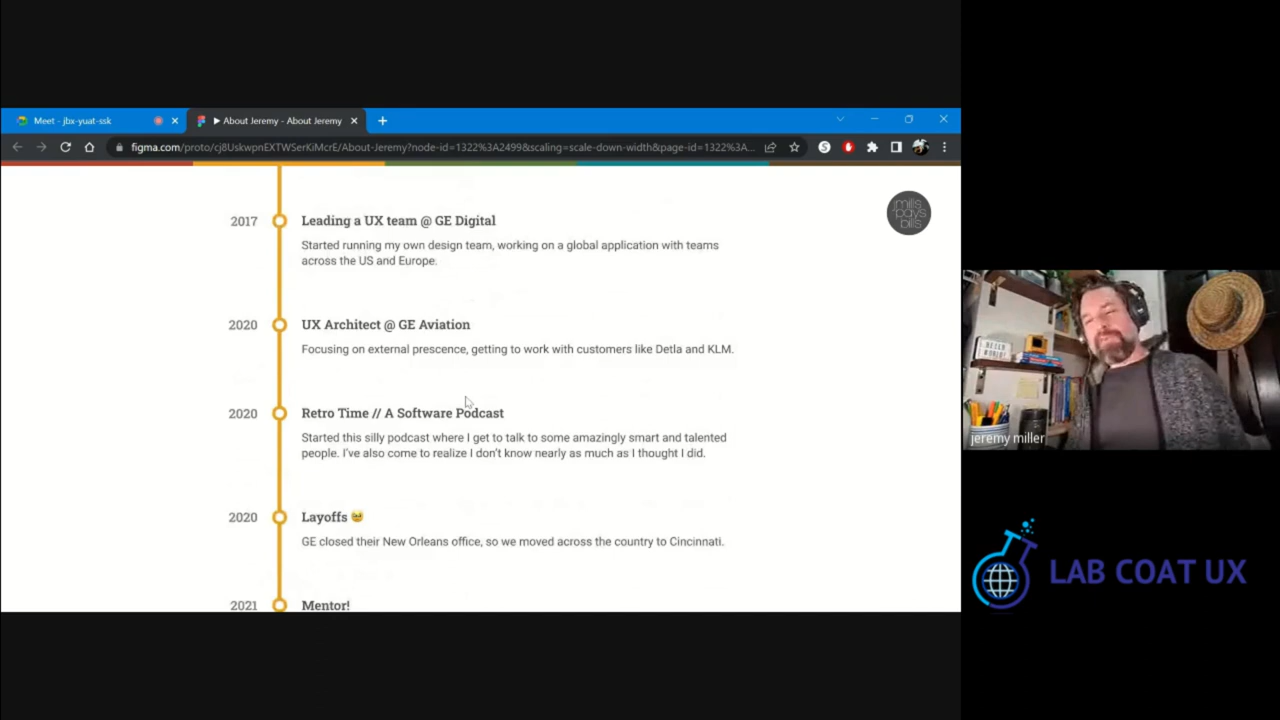 Meet - jbx-yuat-ssk
About Jeremy - About Jeremy
figma.com/proto/cj8UskwpnEXTWSerKiMcrE/About-Jeremy?node-id=1322%3A2499&scaling=scale-down-width&page-id=1322%3A...
mills
pays
bills
2017
Leading a UX team @ GE Digital
Started running my own design team, working on a global application with teams
across the US and Europe.
2020
UX Architect @ GE Aviation
Focusing on external prescence, getting to work with customers like Detla and KLM.
2020
Retro Time // A Software Podcast
Started this silly podcast where I get to talk to some amazingly smart and talented
people. I've also come to realize I don't know nearly as much as I thought I did.
2020
Layoffs
GE closed their New Orleans office, so we moved across the country to Cincinnati.
2021
Mentor!
HELLO
WORLD!
jeremy miller
LAB COAT UX